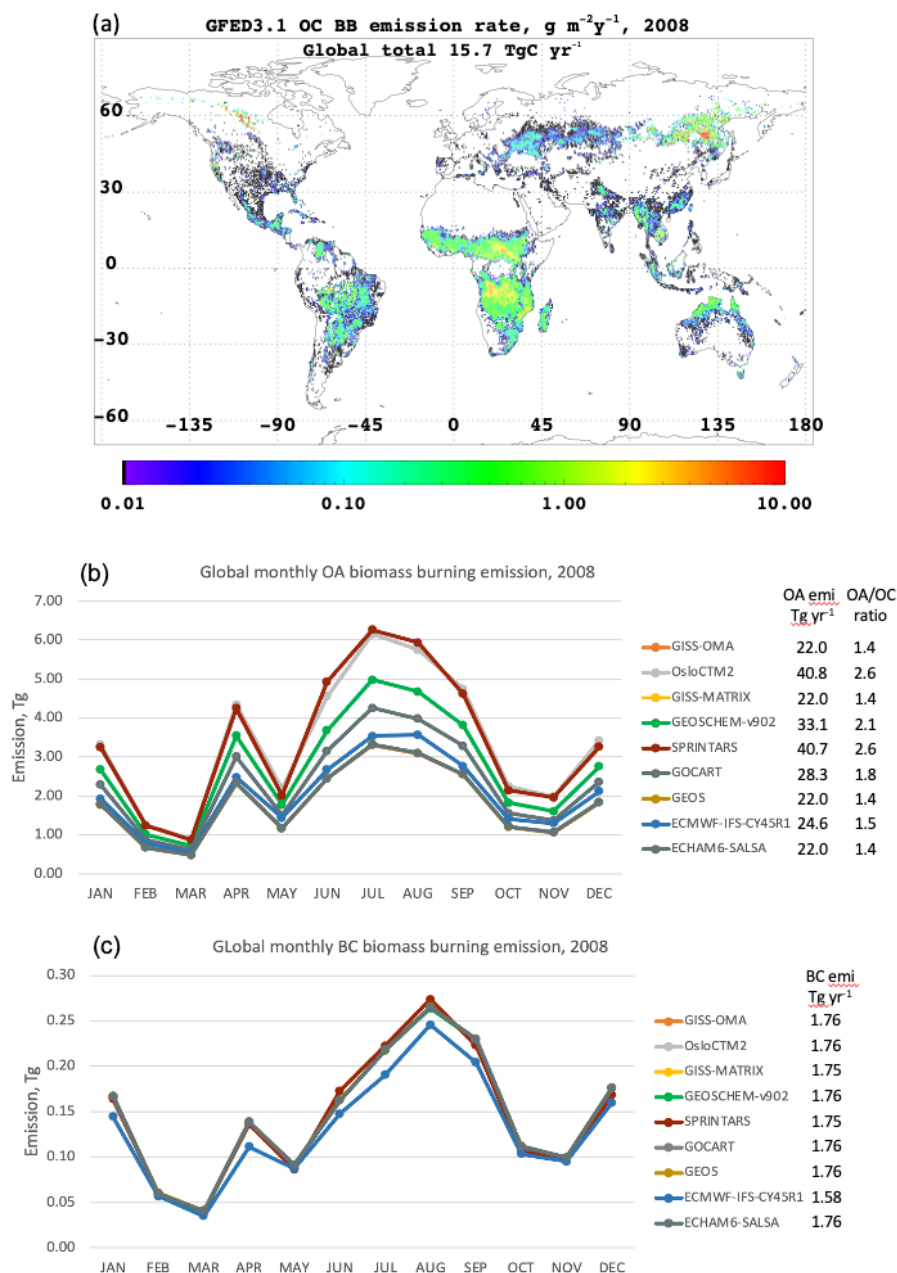 (a)
GFED3.1 OC BB emission rate, g m⁻²y⁻¹, 2008
Global total 15.7 TgC yr⁻¹
60
30
0
−30
−60
−135 −90 −45 0 45 90 135 180
0.01 0.10 1.00 10.00
(b)
Global monthly OA biomass burning emission, 2008
OA emi OA/OC
Tg yr⁻¹ ratio
7.00
6.00
5.00
4.00
3.00
2.00
1.00
0.00
Emission, Tg
JAN FEB MAR APR MAY JUN JUL AUG SEP OCT NOV DEC
GISS-OMA 22.0 1.4
OsloCTM2 40.8 2.6
GISS-MATRIX 22.0 1.4
GEOSCHEM-v902 33.1 2.1
SPRINTARS 40.7 2.6
GOCART 28.3 1.8
GEOS 22.0 1.4
ECMWF-IFS-CY45R1 24.6 1.5
ECHAM6-SALSA 22.0 1.4
(c)
GLobal monthly BC biomass burning emission, 2008
BC emi
Tg yr⁻¹
0.30
0.25
0.20
0.15
0.10
0.05
0.00
Emission, Tg
JAN FEB MAR APR MAY JUN JUL AUG SEP OCT NOV DEC
GISS-OMA 1.76
OsloCTM2 1.76
GISS-MATRIX 1.75
GEOSCHEM-v902 1.76
SPRINTARS 1.75
GOCART 1.76
GEOS 1.76
ECMWF-IFS-CY45R1 1.58
ECHAM6-SALSA 1.76